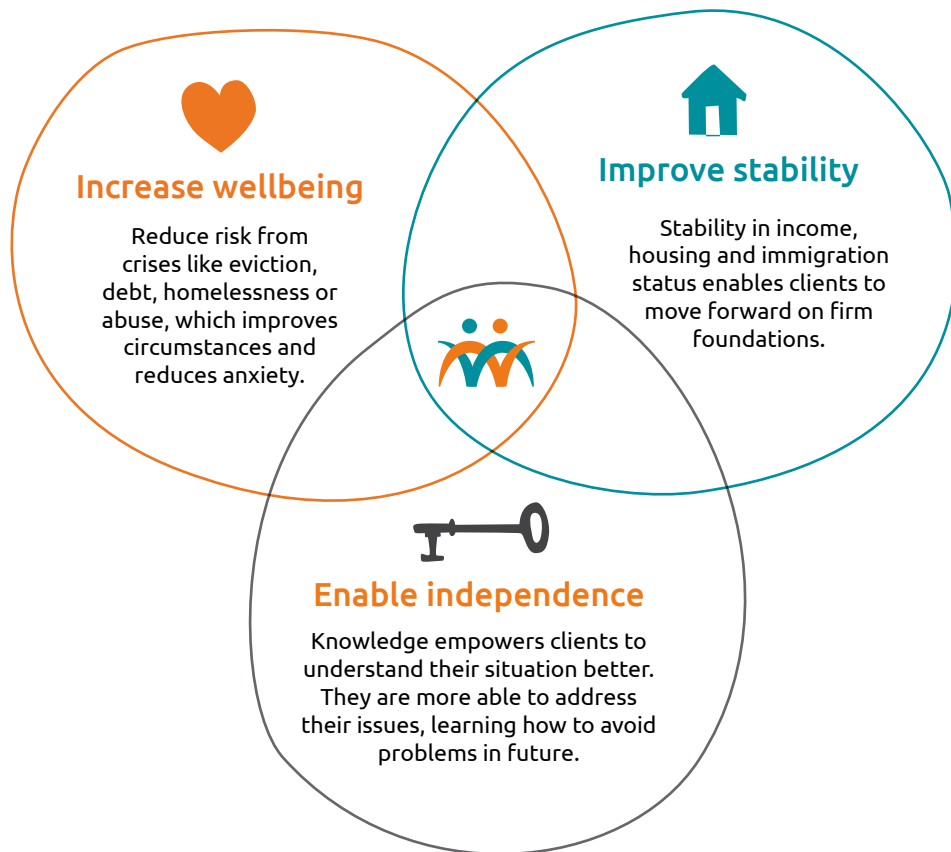 Increase wellbeing
Reduce risk from
crises like eviction,
debt, homelessness or
abuse, which improves
circumstances and
reduces anxiety.
Improve stability
Stability in income,
housing and immigration
status enables clients to
move forward on firm
foundations.
Enable independence
Knowledge empowers clients to
understand their situation better.
They are more able to address
their issues, learning how to avoid
problems in future.